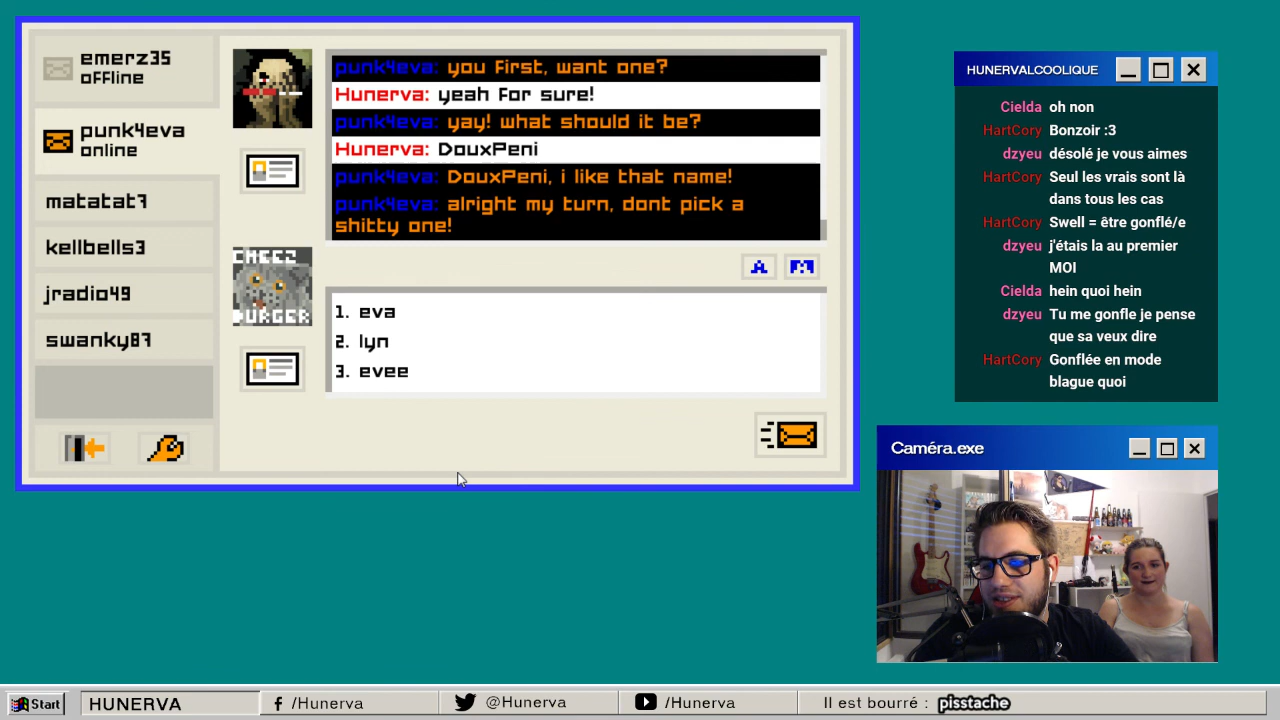 emerz35
offline
punk4eva
online
matatat7
kellbells3
jradio49
swanky87
punk4eva: you first, want one?
Hunerva: yeah for sure!
punk4eva: yay! what should it be?
Hunerva: DouxPeni
punk4eva: DouxPeni, i like that name!
punk4eva: alright my turn, dont pick a
shitty one!
CHEEZ
BURGER
A
1. eva
2. lyn
3. evee
HUNERVALCOOLIQUE
Cielda oh non
HartCory Bonzoir :3
dzyeu désolé je vous aimes
HartCory Seul les vrais sont là
dans tous les cas
HartCory Swell = être gonflé/e
dzyeu j'étais la au premier
MOI
Cielda hein quoi hein
dzyeu Tu me gonfle je pense
que sa veux dire
HartCory Gonflée en mode
blague quoi
Caméra.exe
Start
HUNERVA
/Hunerva
@Hunerva
/Hunerva
Il est bourré : pisstache